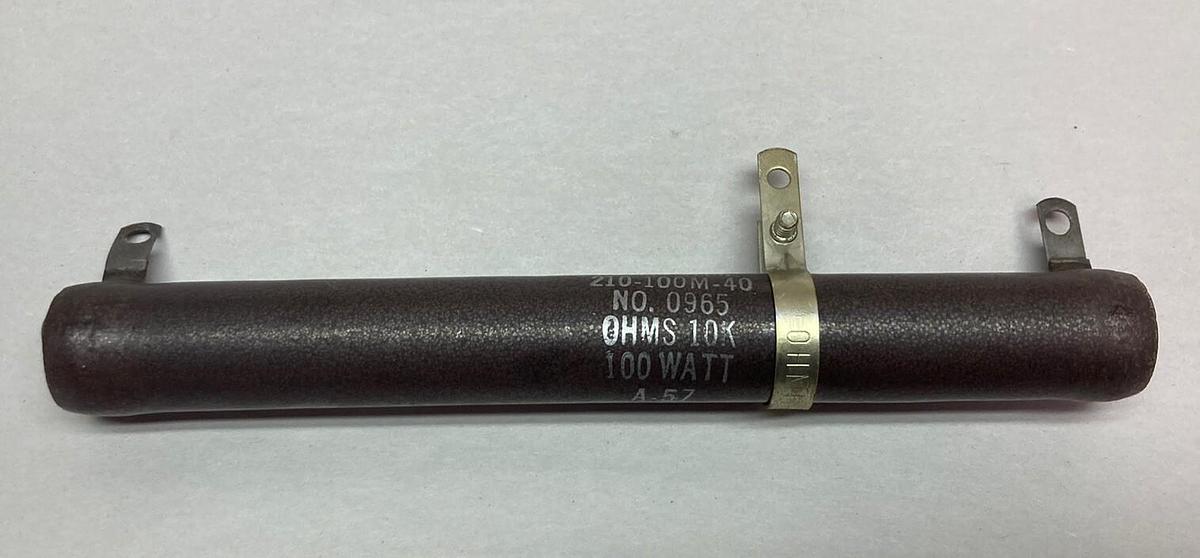 210-100M-40
NO. 0965
OHMS 10K
100 WATT
A-57